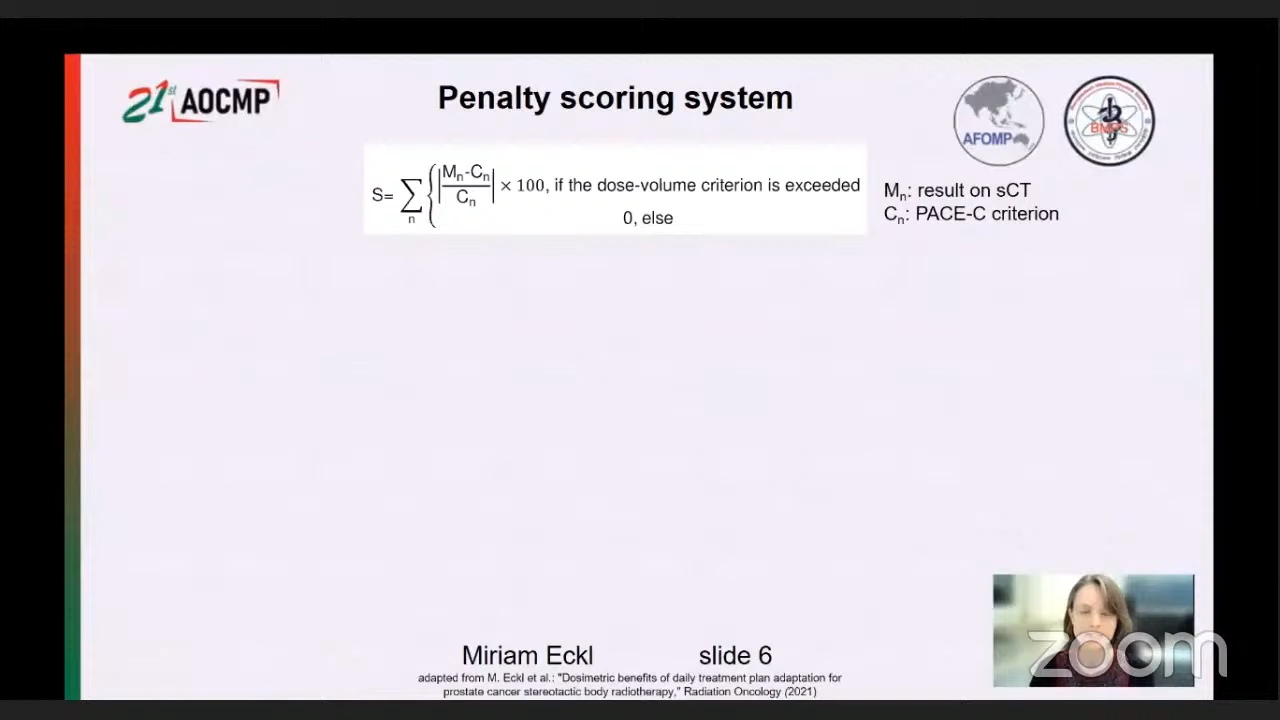 21st AOCMP
Penalty scoring system
AFOMP
BMPS
S= ∑ n { |Mn-Cn / Cn| × 100, if the dose-volume criterion is exceeded
0, else
Mn: result on sCT
Cn: PACE-C criterion
zoom
Miriam Eckl slide 6
adapted from M. Eckl et al.: "Dosimetric benefits of daily treatment plan adaptation for
prostate cancer stereotactic body radiotherapy," Radiation Oncology (2021)